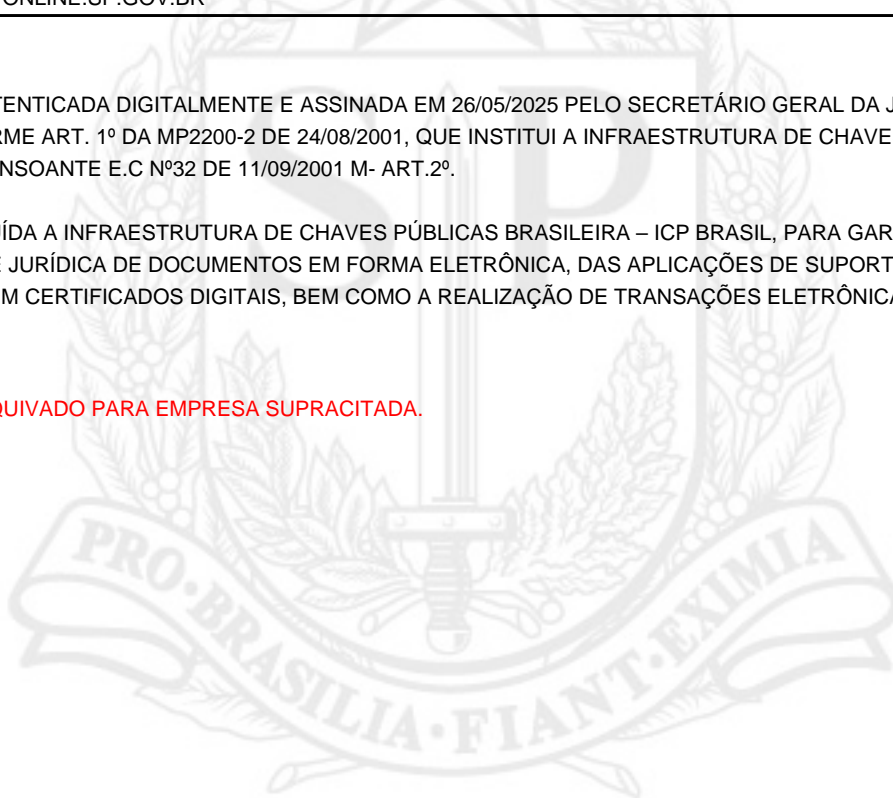 ONLINE.SP.GOV.BR
TENTICADA DIGITALMENTE E ASSINADA EM 26/05/2025 PELO SECRETÁRIO GERAL DA J
RME ART. 1º DA MP2200-2 DE 24/08/2001, QUE INSTITUI A INFRAESTRUTURA DE CHAVE
NSOANTE E.C Nº32 DE 11/09/2001 M- ART.2º.
UÍDA A INFRAESTRUTURA DE CHAVES PÚBLICAS BRASILEIRA – ICP BRASIL, PARA GAR
E JURÍDICA DE DOCUMENTOS EM FORMA ELETRÔNICA, DAS APLICAÇÕES DE SUPORT
M CERTIFICADOS DIGITAIS, BEM COMO A REALIZAÇÃO DE TRANSAÇÕES ELETRÔNICA
QUIVADO PARA EMPRESA SUPRACITADA.
SP
PRO·BRASILIA·FIANT·EXIMIA